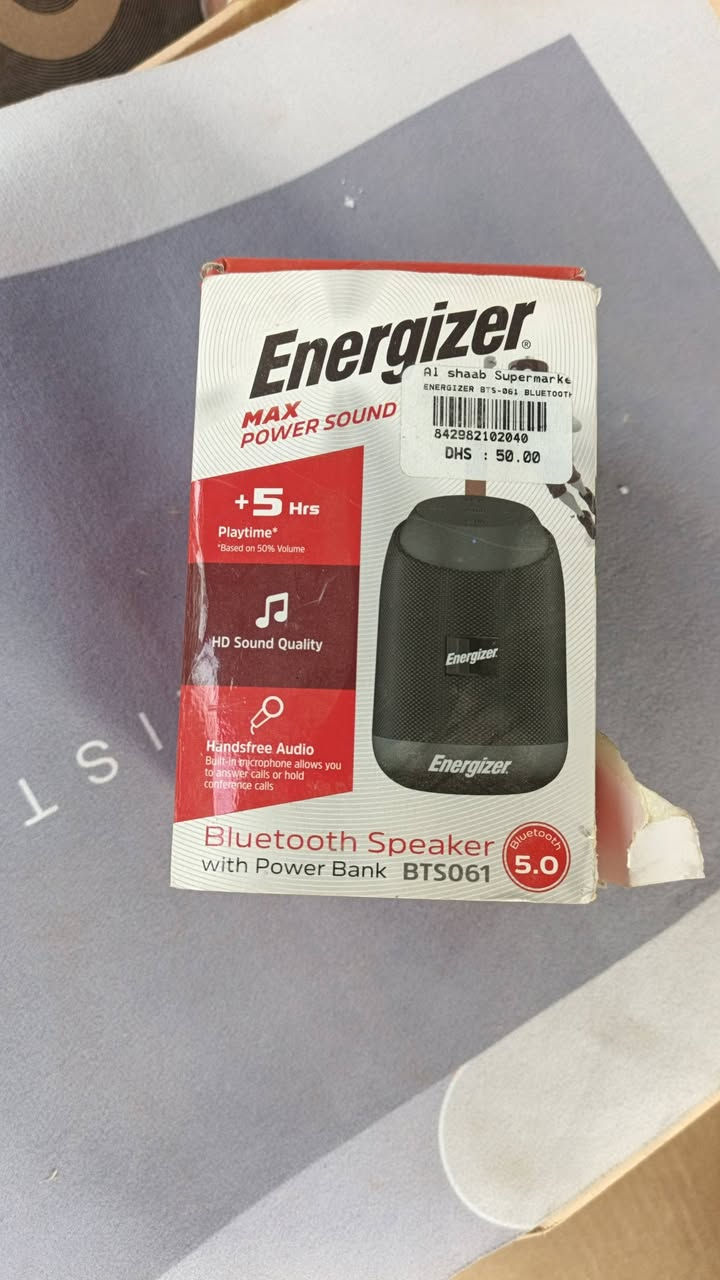 Energizer®
MAX
POWER SOUND
Al shaab Supermarke
ENERGIZER BTS-061 BLUETOOTH
842982102040
DHS : 50.00
+5 Hrs
Playtime*
*Based on 50% Volume
HD Sound Quality
Handsfree Audio
Built-in microphone allows you
to answer calls or hold
conference calls
Energizer
Energizer
Bluetooth Speaker
with Power Bank BTS061
Bluetooth
5.0
IST